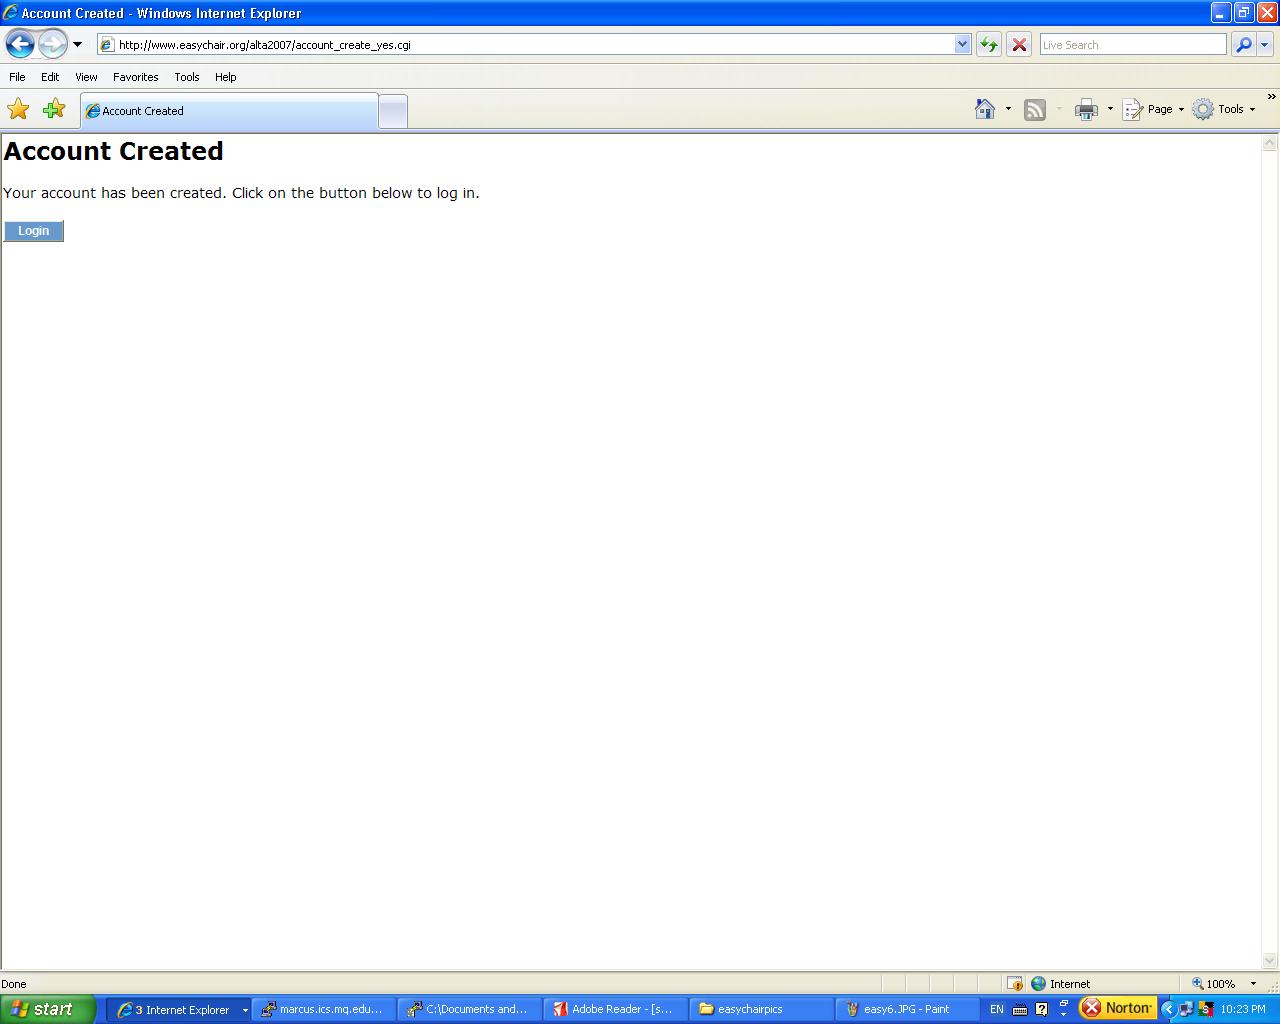 Account Created - Windows Internet Explorer
http://www.easychair.org/alta2007/account_create_yes.cgi
Live Search
File Edit View Favorites Tools Help
Account Created
Page Tools
Account Created
Your account has been created. Click on the button below to log in.
Login
Done
Internet
100%
start
3 Internet Explorer
marcus.ics.mq.edu...
C:\Documents and...
Adobe Reader - [s...
easychairpics
easy6.JPG - Paint
EN
Norton
10:23 PM